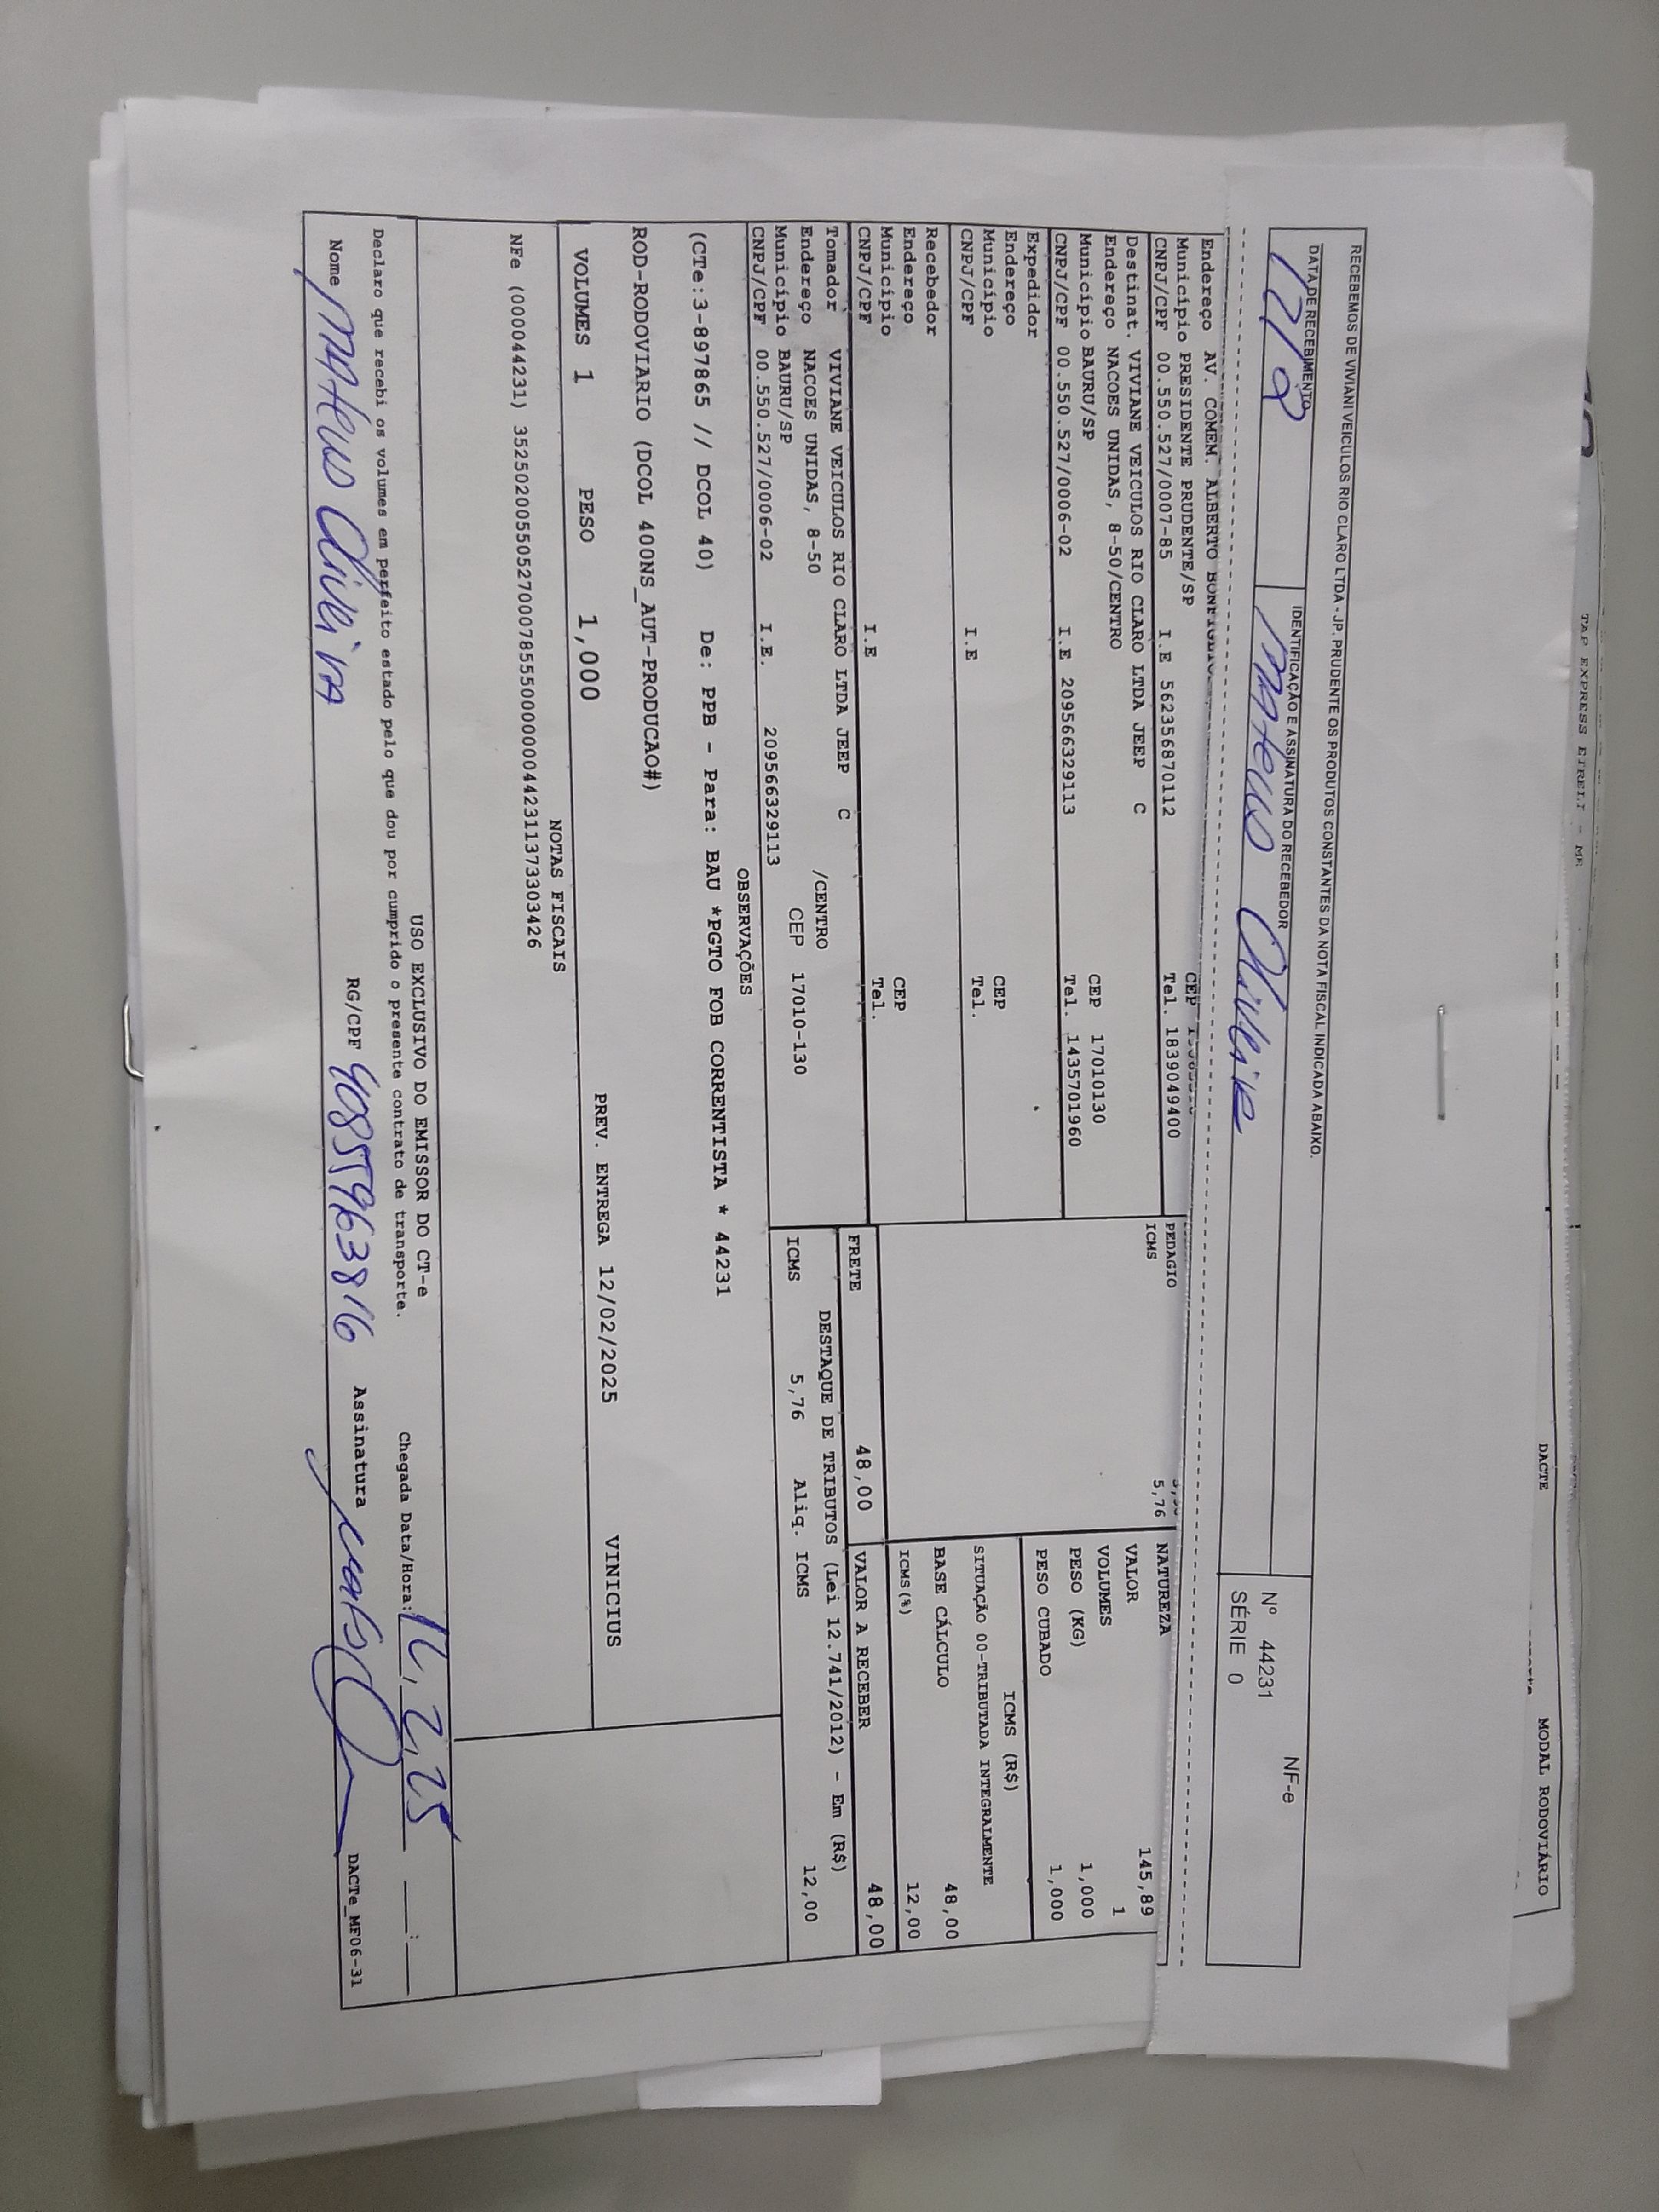 TAP EXPRESS EIRELI - ME
DACTE
MODAL RODOVIÁRIO
RECEBEMOS DE VIVIANI VEICULOS RIO CLARO LTDA - JP. PRUDENTE OS PRODUTOS CONSTANTES DA NOTA FISCAL INDICADA ABAIXO.
NF-e
DATA DE RECEBIMENTO
IDENTIFICAÇÃO E ASSINATURA DO RECEBEDOR
Nº 44231
12/2 Mateus Oliveira
SÉRIE 0
Endereço AV. COMEM. ALBERTO
Município PRESIDENTE PRUDENTE/SP CEP
CNPJ/CPF 00.550.527/0007-85 I.E 562356870112 Tel. 1839049400
Destinat. VIVIANE VEICULOS RIO CLARO LTDA JEEP C
Endereço NACOES UNIDAS, 8-50/CENTRO
Município BAURU/SP CEP 17010130
CNPJ/CPF 00.550.527/0006-02 I.E 209566329113 Tel. 1435701960
Expedidor
Endereço
Município CEP
CNPJ/CPF I.E Tel.
Recebedor
Endereço
Município CEP
CNPJ/CPF I.E Tel.
Tomador VIVIANE VEICULOS RIO CLARO LTDA JEEP C
Endereço NACOES UNIDAS, 8-50 /CENTRO
Município BAURU/SP CEP 17010-130
CNPJ/CPF 00.550.527/0006-02 I.E. 209566329113
PEDAGIO
ICMS 5,76
NATUREZA
VALOR 145,89
VOLUMES 1
PESO (KG) 1,000
PESO CUBADO 1,000
ICMS (R$)
SITUAÇÃO 00-TRIBUTADA INTEGRALMENTE
BASE CÁLCULO 48,00
ICMS(%) 12,00
FRETE 48,00 VALOR A RECEBER 48,00
DESTAQUE DE TRIBUTOS (Lei 12.741/2012) - Em (R$)
ICMS 5,76 Aliq. ICMS 12,00
OBSERVAÇÕES
(CTe:3-897865 // DCOL 40) De: PPB - Para: BAU *PGTO FOB CORRENTISTA * 44231
ROD-RODOVIARIO (DCOL 400NS_AUT-PRODUCAO#)
VOLUMES 1 PESO 1,000 PREV. ENTREGA 12/02/2025 VINICIUS
NOTAS FISCAIS
NFe (000044231) 35250200550527000785550000000442311373303426
USO EXCLUSIVO DO EMISSOR DO CT-e
Declaro que recebi os volumes em perfeito estado pelo que dou por cumprido o presente contrato de transporte. Chegada Data/Hora: 12,2,25 ___:___
Nome Mateus Oliveira RG/CPF 40859963816 Assinatura
DACTe_MF06-31